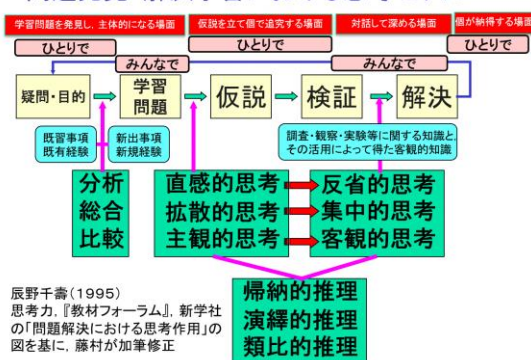 学習問題を発見し，主体的になる場面
仮説を立て個で追究する場面
対話して深める場面
個が納得する場面
ひとりで
ひとりで
ひとりで
みんなで
みんなで
疑問・目的
学習
問題
仮説
検証
解決
既習事項
既有経験
新出事項
新規経験
調査・観察・実験等に関する知識と，
その活用によって得た客観的知識
分析
総合
比較
直感的思考
拡散的思考
主観的思考
反省的思考
集中的思考
客観的思考
帰納的推理
演繹的推理
類比的推理
辰野千壽（1995）
思考力，『教材フォーラム』，新学社
の「問題解決における思考作用」の
図を基に，藤村が加筆修正